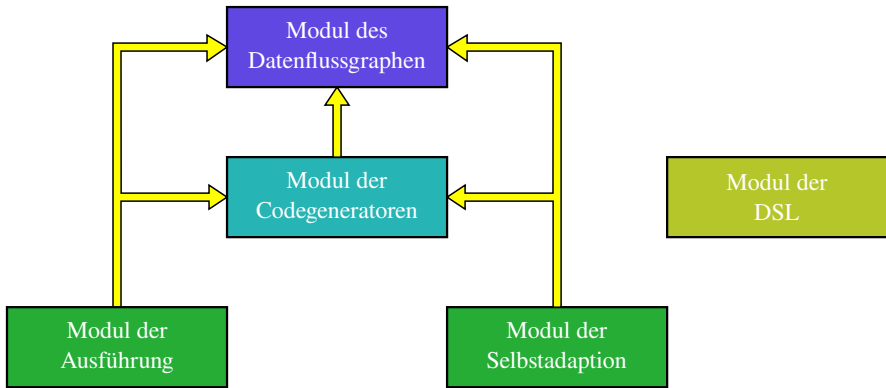 Modul des
Datenflussgraphen
Modul der
Codegeneratoren
Modul der
DSL
Modul der
Ausführung
Modul der
Selbstadaption